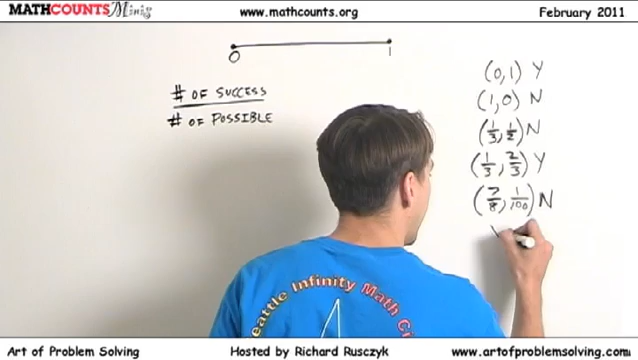 MATHCOUNTS Minis
www.mathcounts.org
February 2011
0 1
# OF SUCCESS
# OF POSSIBLE
(0,1) Y
(1,0) N
(1/3, 1/2) N
(1/3, 2/3) Y
(7/8, 1/100) N
Seattle Infinity Math Ci
Art of Problem Solving
Hosted by Richard Rusczyk
www.artofproblemsolving.com